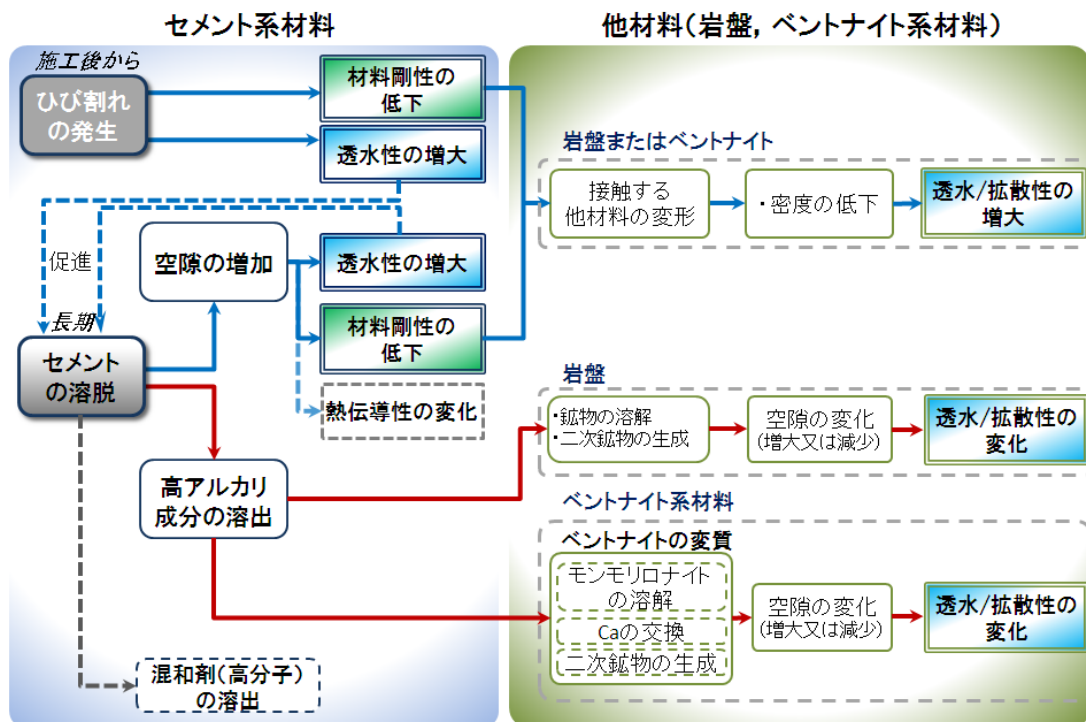 セメント系材料
他材料(岩盤, ベントナイト系材料)
施工後から
ひび割れ
の発生
材料剛性の
低下
透水性の増大
促進
空隙の増加
透水性の増大
材料剛性の
低下
熱伝導性の変化
長期
セメント
の溶脱
高アルカリ
成分の溶出
混和剤(高分子)
の溶出
岩盤またはベントナイト
接触する
他材料の変形
・密度の低下
透水/拡散性の
増大
岩盤
・鉱物の溶解
・二次鉱物の生成
空隙の変化
(増大又は減少)
透水/拡散性の
変化
ベントナイト系材料
ベントナイトの変質
モンモリロナイト
の溶解
Caの交換
二次鉱物の生成
空隙の変化
(増大又は減少)
透水/拡散性の
変化